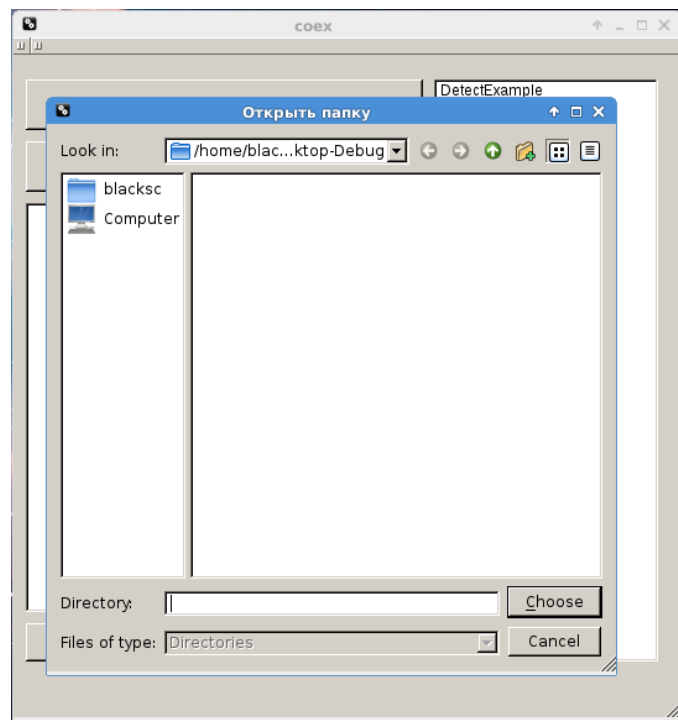 coex
DetectExample
Открыть папку
Look in:
/home/blac...ktop-Debug
blacksc
Computer
Directory:
Choose
Files of type:
Directories
Cancel